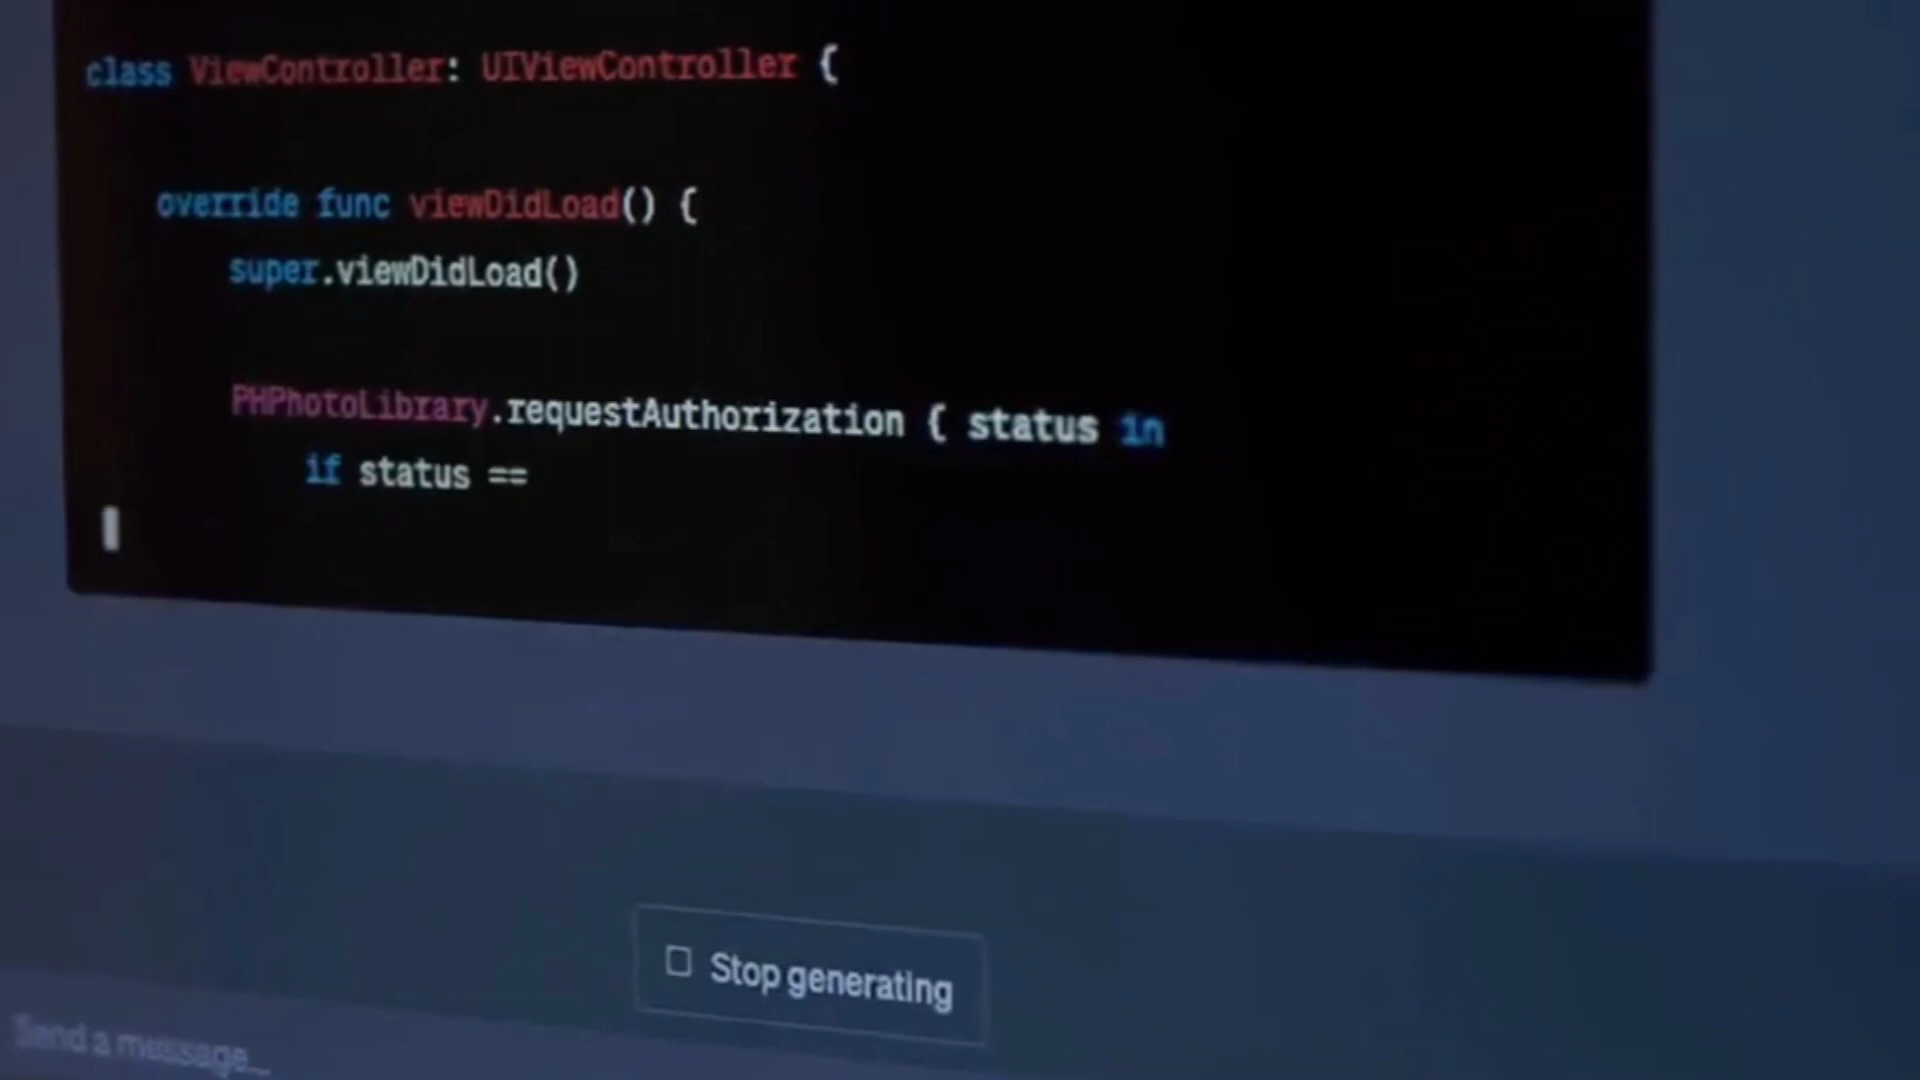 class ViewController: UIViewController {
override func viewDidLoad() {
super.viewDidLoad()
PHPhotoLibrary.requestAuthorization { status in
if status ==
Stop generating
Send a message...